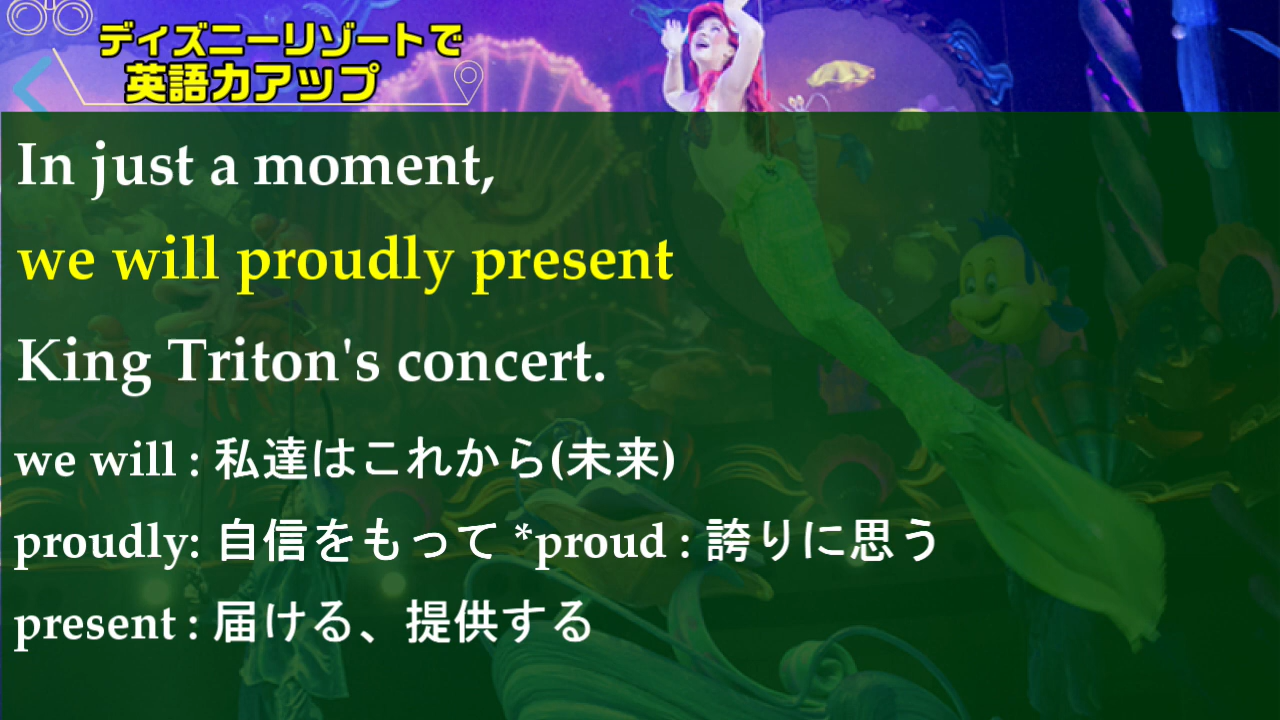 ディズニーリゾートで
英語力アップ
In just a moment,
we will proudly present
King Triton's concert.
we will : 私達はこれから(未来)
proudly: 自信をもって *proud : 誇りに思う
present : 届ける、提供する